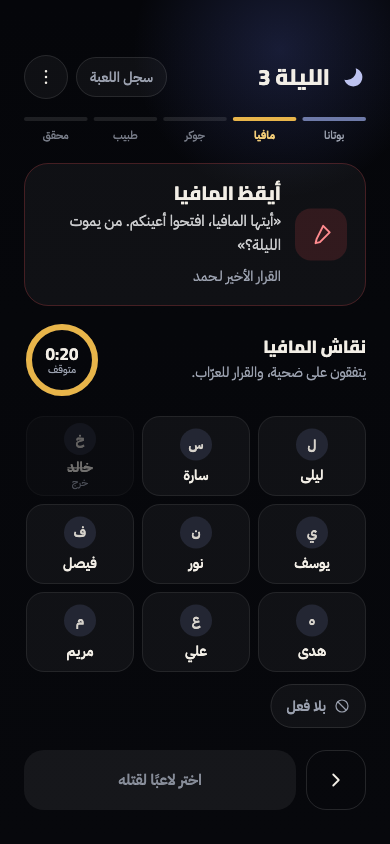 الليلة 3
سجل اللعبة
بوتانا
مافيا
جوكر
طبيب
محقق
أيقظ المافيا
«أيتها المافيا، افتحوا أعينكم. من يموت
الليلة؟»
القرار الأخير لـحمد
نقاش المافيا
يتفقون على ضحية، والقرار للعرّاب.
0:20
متوقف
ل
ليلى
س
سارة
خ
خالد
خرج
ي
يوسف
ن
نور
ف
فيصل
ه
هدى
ع
علي
م
مريم
بلا فعل
اختر لاعبًا لقتله